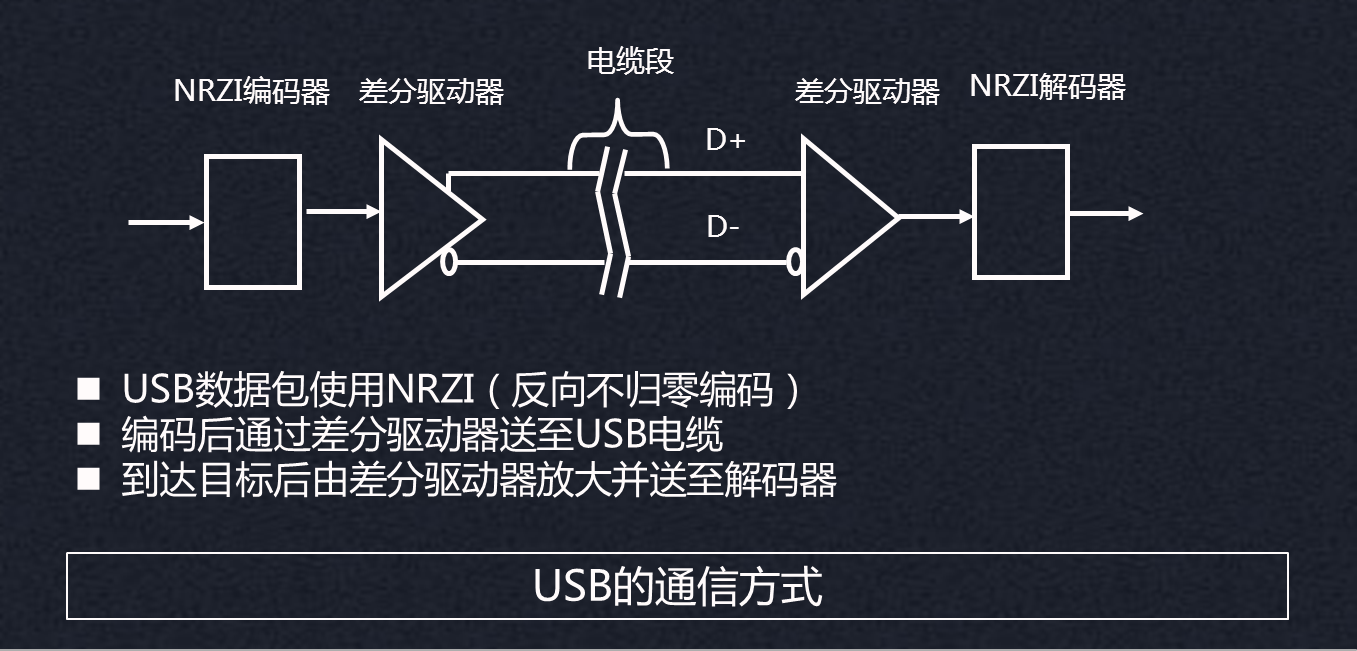 电缆段
NRZI编码器 差分驱动器 差分驱动器 NRZI解码器
D+
D-
■ USB数据包使用NRZI（反向不归零编码）
■ 编码后通过差分驱动器送至USB电缆
■ 到达目标后由差分驱动器放大并送至解码器
USB的通信方式